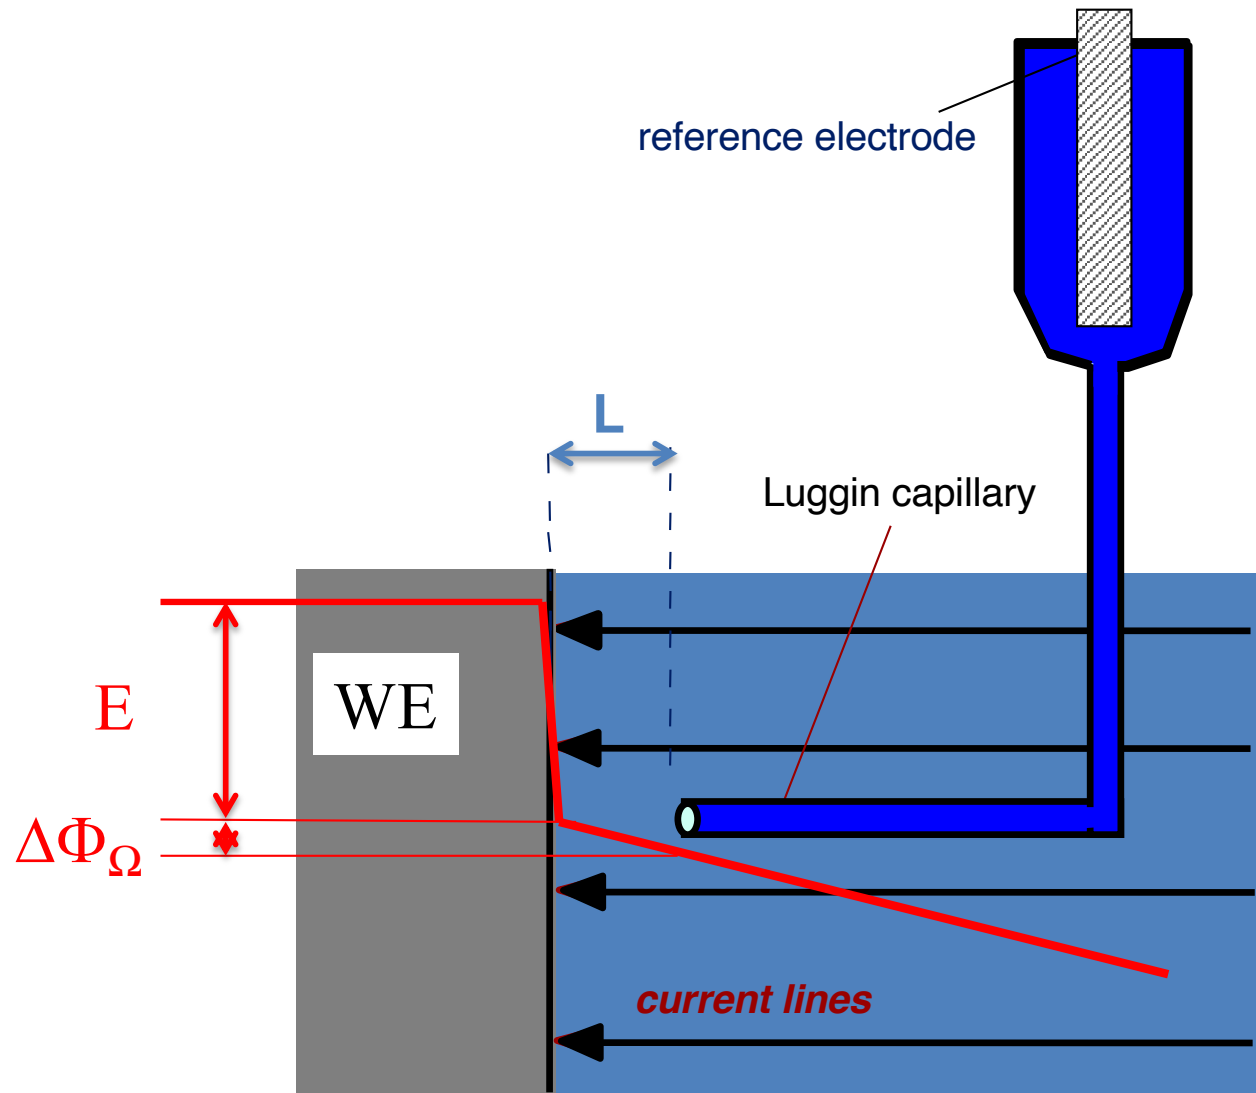 reference electrode
L
Luggin capillary
E
WE
ΔΦΩ
current lines